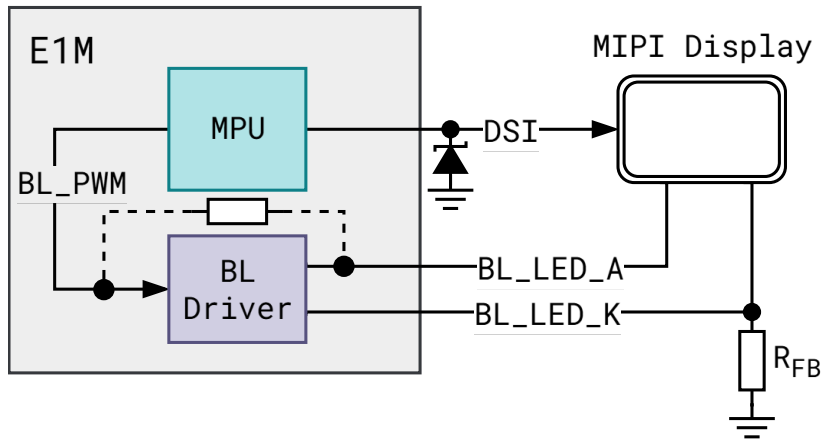 E1M
MIPI Display
MPU
DSI
BL_PWM
BL
Driver
BL_LED_A
BL_LED_K
RFB